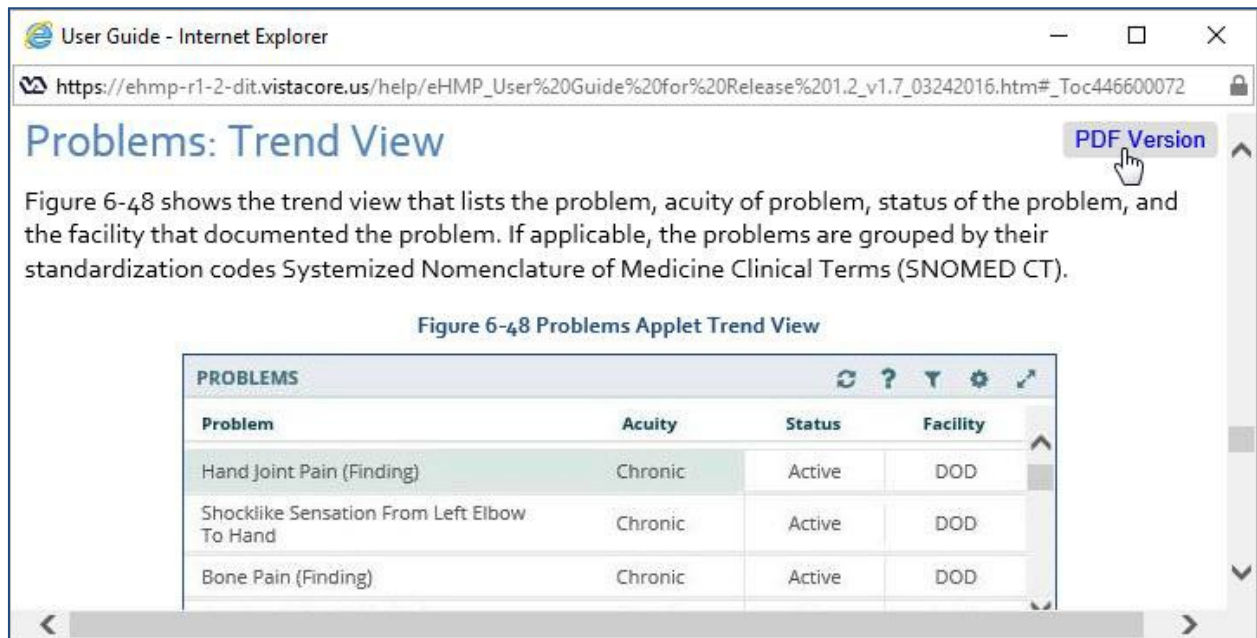 User Guide - Internet Explorer
https://ehmp-r1-2-dit.vistacore.us/help/eHMP_User%20Guide%20for%20Release%201.2_v1.7_03242016.htm#_Toc446600072
Problems: Trend View
PDF Version
Figure 6-48 shows the trend view that lists the problem, acuity of problem, status of the problem, and
the facility that documented the problem. If applicable, the problems are grouped by their
standardization codes Systemized Nomenclature of Medicine Clinical Terms (SNOMED CT).
Figure 6-48 Problems Applet Trend View
PROBLEMS ?
Problem Acuity Status Facility
Hand Joint Pain (Finding) Chronic Active DOD
Shocklike Sensation From Left Elbow
To Hand Chronic Active DOD
Bone Pain (Finding) Chronic Active DOD